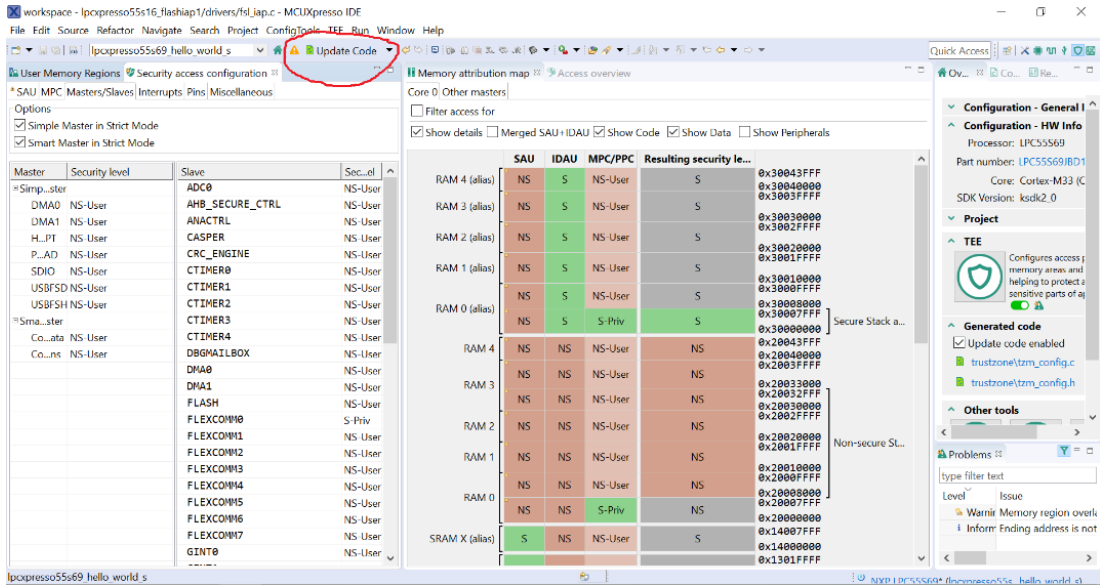 workspace - lpcxpresso55s16_flashiap1/drivers/fsl_iap.c - MCUXpresso IDE
File Edit Source Refactor Navigate Search Project ConfigTools TEE Run Window Help
lpcxpresso55s69_hello_world_s
Update Code
Quick Access
User Memory Regions
Security access configuration
*SAU MPC Masters/Slaves Interrupts Pins Miscellaneous
Options
Simple Master in Strict Mode
Smart Master in Strict Mode
Master Security level
Simp...ster
DMA0 NS-User
DMA1 NS-User
H...PT NS-User
P...AD NS-User
SDIO NS-User
USBFSD NS-User
USBFSH NS-User
Sma...ster
Co...ata NS-User
Co...ns NS-User
Slave Sec...el
ADC0 NS-User
AHB_SECURE_CTRL NS-User
ANACTRL NS-User
CASPER NS-User
CRC_ENGINE NS-User
CTIMER0 NS-User
CTIMER1 NS-User
CTIMER2 NS-User
CTIMER3 NS-User
CTIMER4 NS-User
DBGMAILBOX NS-User
DMA0 NS-User
DMA1 NS-User
FLASH NS-User
FLEXCOMM0 S-Priv
FLEXCOMM1 NS-User
FLEXCOMM2 NS-User
FLEXCOMM3 NS-User
FLEXCOMM4 NS-User
FLEXCOMM5 NS-User
FLEXCOMM6 NS-User
FLEXCOMM7 NS-User
GINT0 NS-User
Memory attribution map
Access overview
Core 0 Other masters
Filter access for
Show details Merged SAU+IDAU Show Code Show Data Show Peripherals
SAU IDAU MPC/PPC Resulting security le...
RAM 4 (alias) NS S NS-User S 0x30043FFF
0x30040000
RAM 3 (alias) NS S NS-User S 0x3003FFFF
0x30030000
RAM 2 (alias) NS S NS-User S 0x3002FFFF
0x30020000
RAM 1 (alias) NS S NS-User S 0x3001FFFF
0x30010000
RAM 0 (alias) NS S NS-User S 0x3000FFFF
0x30008000
NS S S-Priv S 0x30007FFF
0x30000000
Secure Stack a...
RAM 4 NS NS NS-User NS 0x20043FFF
0x20040000
RAM 3 NS NS NS-User NS 0x2003FFFF
0x20033000
NS NS NS-User NS 0x20032FFF
0x20030000
RAM 2 NS NS NS-User NS 0x2002FFFF
0x20020000
Non-secure St...
RAM 1 NS NS NS-User NS 0x2001FFFF
0x20010000
RAM 0 NS NS NS-User NS 0x2000FFFF
0x20008000
NS NS S-Priv NS 0x20007FFF
0x20000000
SRAM X (alias) S NS NS-User S 0x14007FFF
0x14000000
0x1301FFFF
Ov... Co... Re...
Configuration - General I
Configuration - HW Info
Processor: LPC55S69
Part number: LPC55S69JBD1
Core: Cortex-M33 (C
SDK Version: ksdk2_0
Project
TEE
Configures access p
memory areas and
helping to protect a
sensitive parts of ap
Generated code
Update code enabled
trustzone\tzm_config.c
trustzone\tzm_config.h
Other tools
Problems
type filter text
Level Issue
Warnir Memory region overla
Inform Ending address is not
lpcxpresso55s69_hello_world_s
NXP LPC55S69* (lpcxpresso55s_hello_world_s)